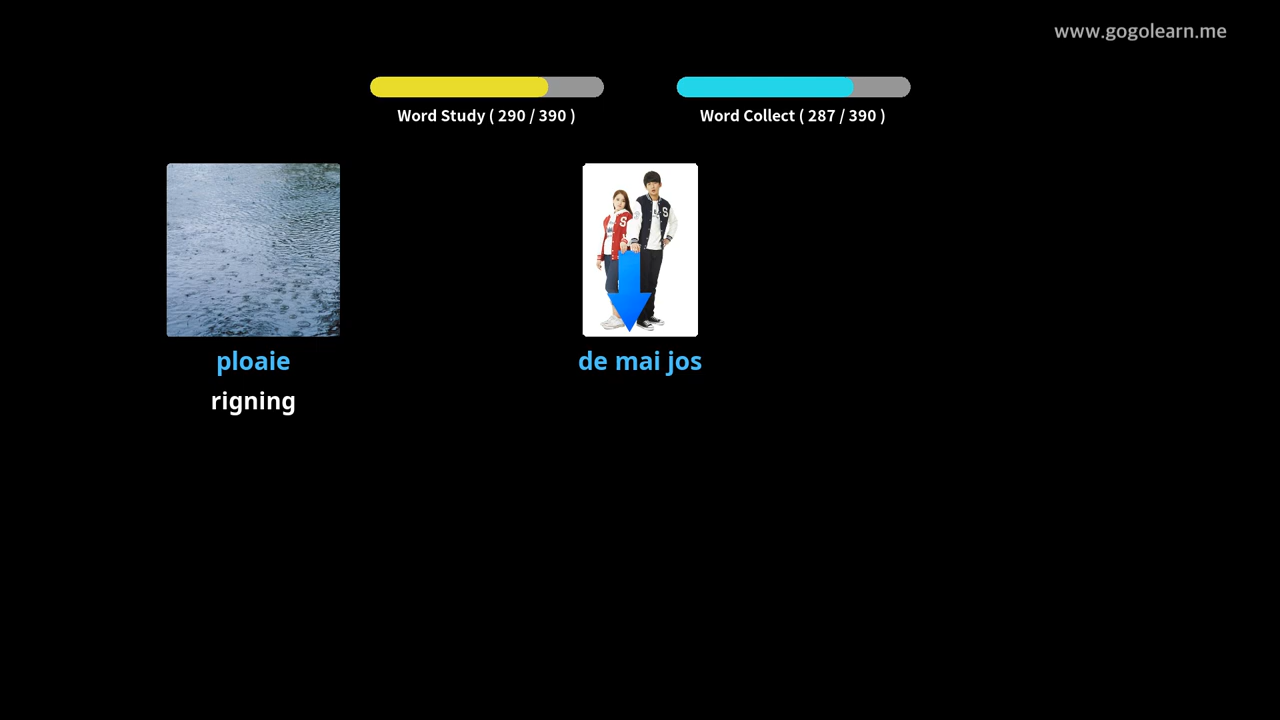 www.gogolearn.me
Word Study ( 290 / 390 )
Word Collect ( 287 / 390 )
ploaie
rigning
de mai jos